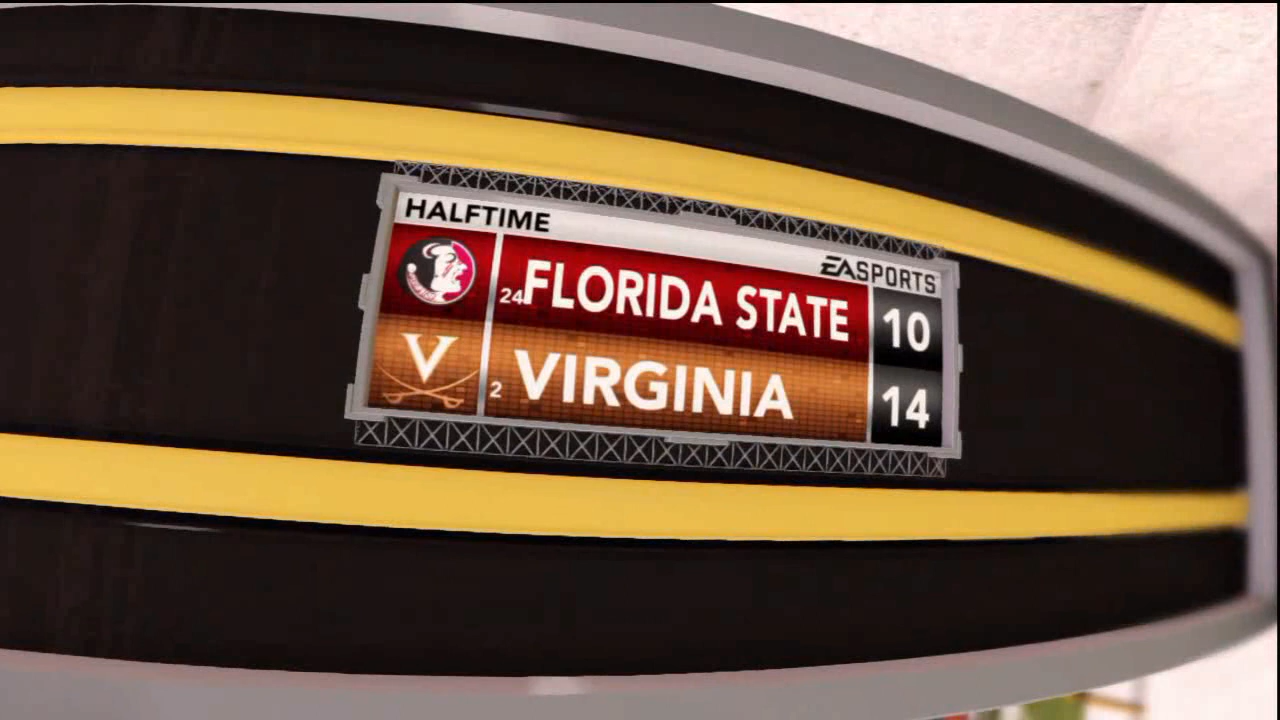 HALFTIME
EA SPORTS
24 FLORIDA STATE 10
V
2 VIRGINIA 14